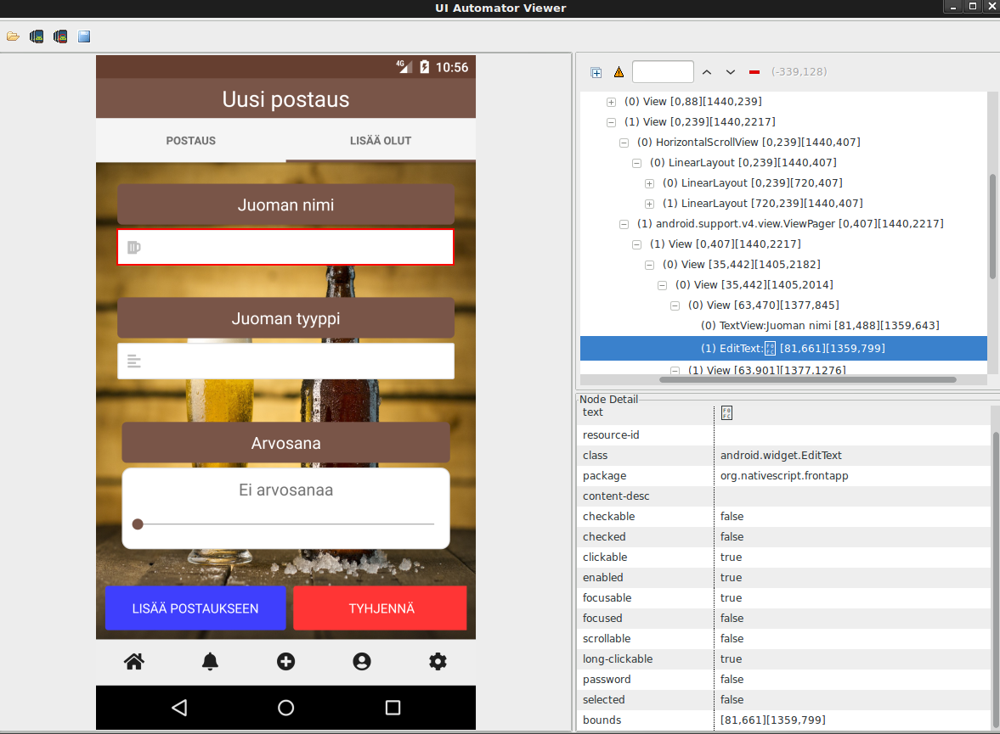 UI Automator Viewer
4G 10:56
Uusi postaus
POSTAUS LISÄÄ OLUT
Juoman nimi
Juoman tyyppi
Arvosana
Ei arvosanaa
LISÄÄ POSTAUKSEEN TYHJENNÄ
(-339,128)
(0) View [0,88][1440,239]
(1) View [0,239][1440,2217]
(0) HorizontalScrollView [0,239][1440,407]
(0) LinearLayout [0,239][1440,407]
(0) LinearLayout [0,239][720,407]
(1) LinearLayout [720,239][1440,407]
(1) android.support.v4.view.ViewPager [0,407][1440,2217]
(1) View [0,407][1440,2217]
(0) View [35,442][1405,2182]
(0) View [35,442][1405,2014]
(0) View [63,470][1377,845]
(0) TextView:Juoman nimi [81,488][1359,643]
(1) EditText: [81,661][1359,799]
(1) View [63,901][1377,1276]
Node Detail
text
resource-id
class android.widget.EditText
package org.nativescript.frontapp
content-desc
checkable false
checked false
clickable true
enabled true
focusable true
focused false
scrollable false
long-clickable true
password false
selected false
bounds [81,661][1359,799]